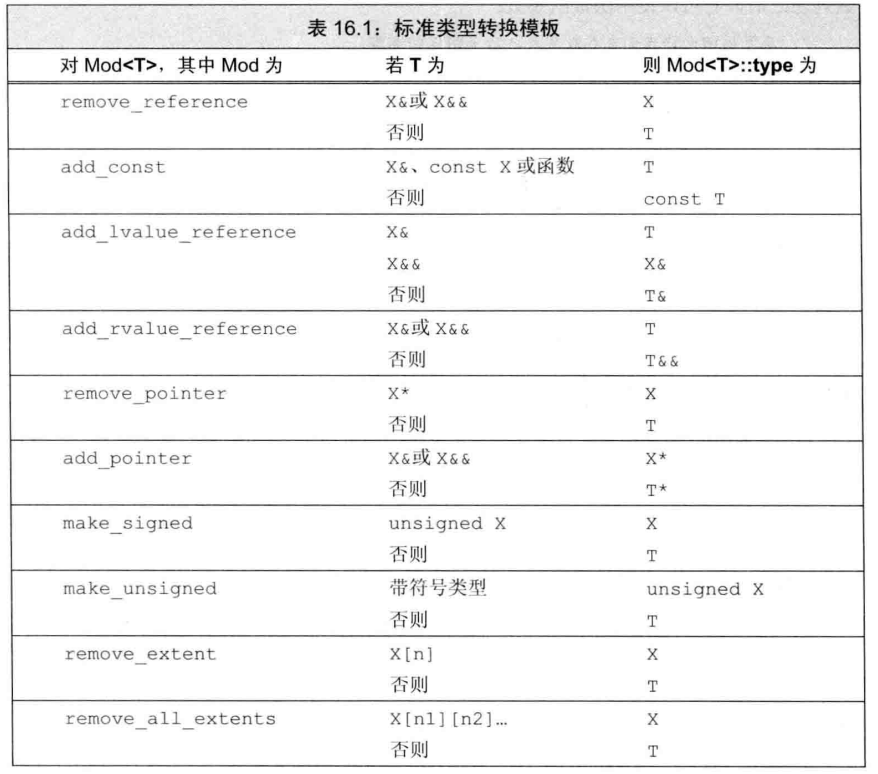 表 16.1：标准类型转换模板
对 Mod<T>，其中 Mod 为 若 T 为 则 Mod<T>::type 为
remove_reference X&或 X&& X
否则 T
add_const X&、const X 或函数 T
否则 const T
add_lvalue_reference X& T
X&& X&
否则 T&
add_rvalue_reference X&或 X&& T
否则 T&&
remove_pointer X* X
否则 T
add_pointer X&或 X&& X*
否则 T*
make_signed unsigned X X
否则 T
make_unsigned 带符号类型 unsigned X
否则 T
remove_extent X[n] X
否则 T
remove_all_extents X[n1][n2]… X
否则 T